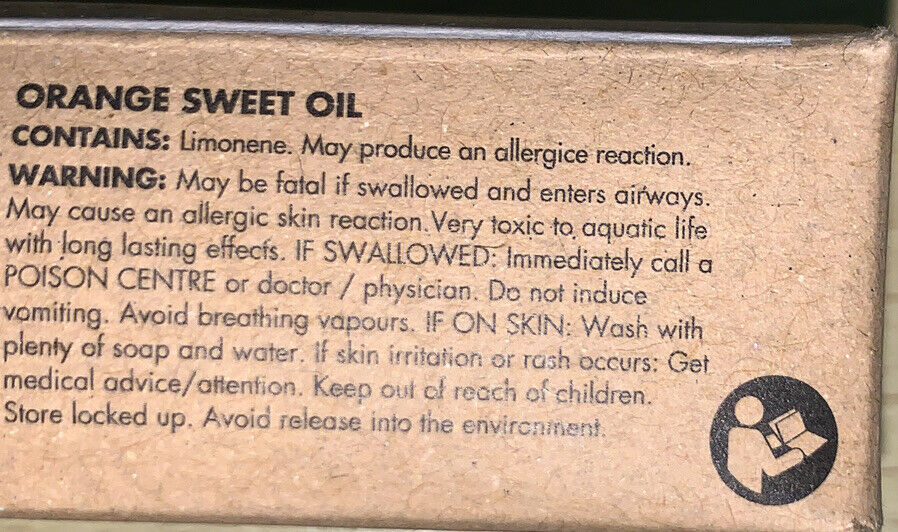 ORANGE SWEET OIL
CONTAINS: Limonene. May produce an allergice reaction.
WARNING: May be fatal if swallowed and enters airways.
May cause an allergic skin reaction. Very toxic to aquatic life
with long lasting effects. IF SWALLOWED: Immediately call a
POISON CENTRE or doctor / physician. Do not induce
vomiting. Avoid breathing vapours. IF ON SKIN: Wash with
plenty of soap and water. If skin irritation or rash occurs: Get
medical advice/attention. Keep out of reach of children.
Store locked up. Avoid release into the environment.